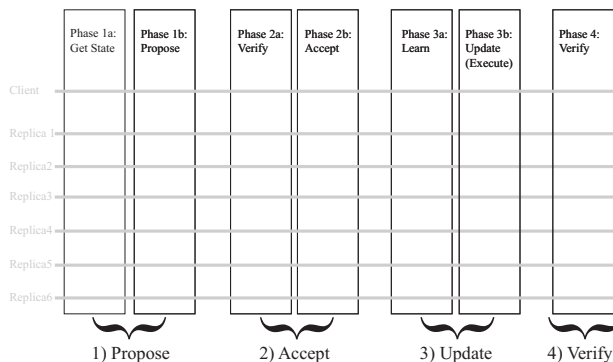 Phase 1a:
Get State
Phase 1b:
Propose
Phase 2a:
Verify
Phase 2b:
Accept
Phase 3a:
Learn
Phase 3b:
Update
(Execute)
Phase 4:
Verify
Client
Replica 1
Replica2
Replica3
Replica4
Replica5
Replica6
1) Propose
2) Accept
3) Update
4) Verify